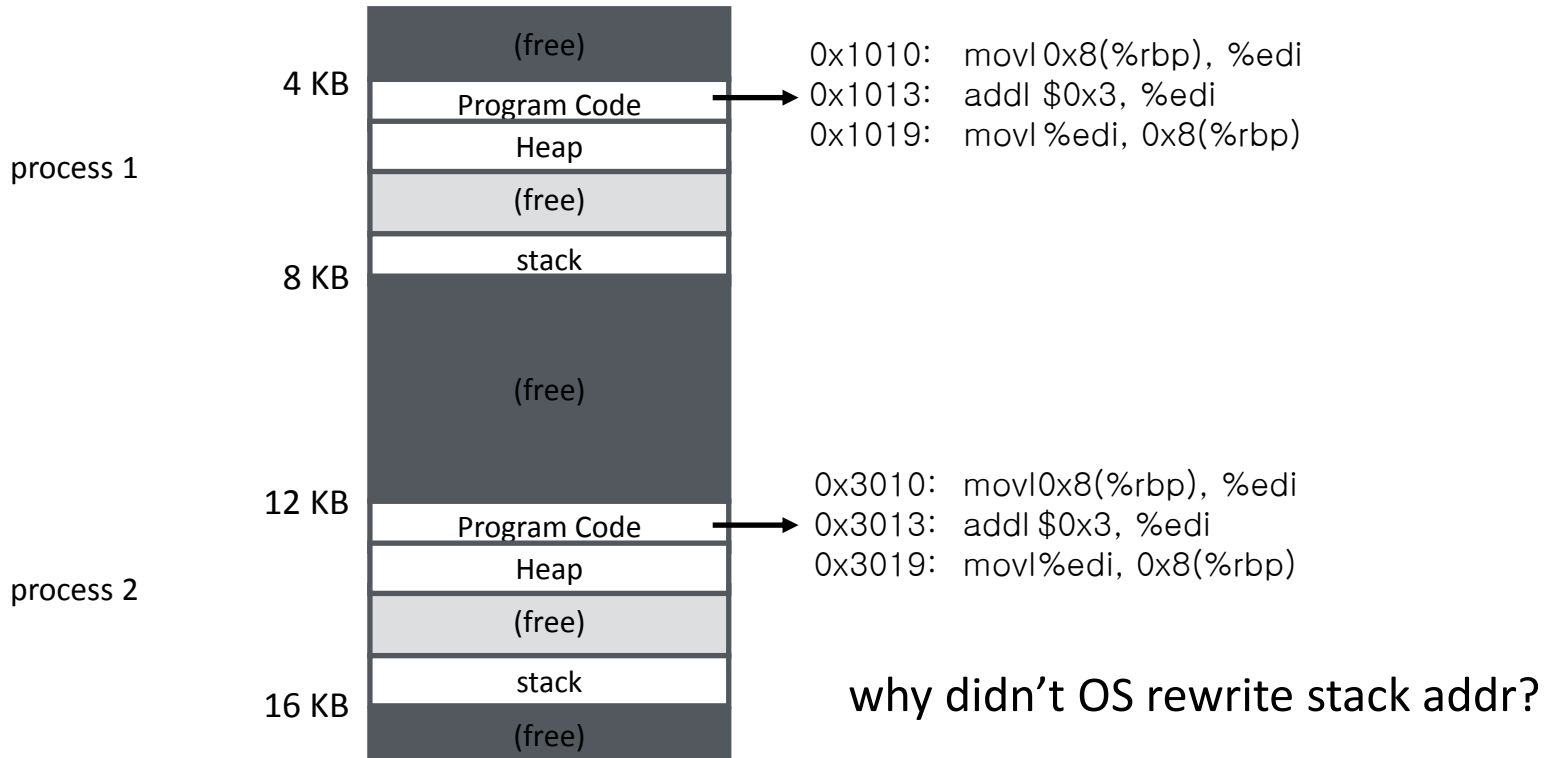 (free)
4 KB
Program Code
Heap
process 1
(free)
stack
8 KB
(free)
12 KB
Program Code
Heap
process 2
(free)
stack
16 KB
(free)
0x1010: movl 0x8(%rbp), %edi
0x1013: addl $0x3, %edi
0x1019: movl %edi, 0x8(%rbp)
0x3010: movl0x8(%rbp), %edi
0x3013: addl $0x3, %edi
0x3019: movl%edi, 0x8(%rbp)
why didn’t OS rewrite stack addr?